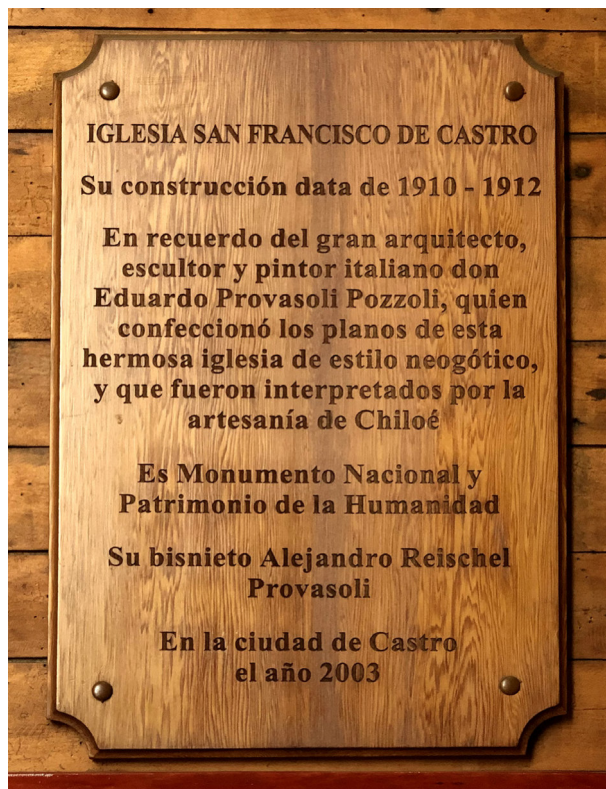 IGLESIA SAN FRANCISCO DE CASTRO
Su construcción data de 1910 - 1912
En recuerdo del gran arquitecto,
escultor y pintor italiano don
Eduardo Provasoli Pozzoli, quien
confeccionó los planos de esta
hermosa iglesia de estilo neogótico,
y que fueron interpretados por la
artesanía de Chiloé
Es Monumento Nacional y
Patrimonio de la Humanidad
Su bisnieto Alejandro Reischel
Provasoli
En la ciudad de Castro
el año 2003